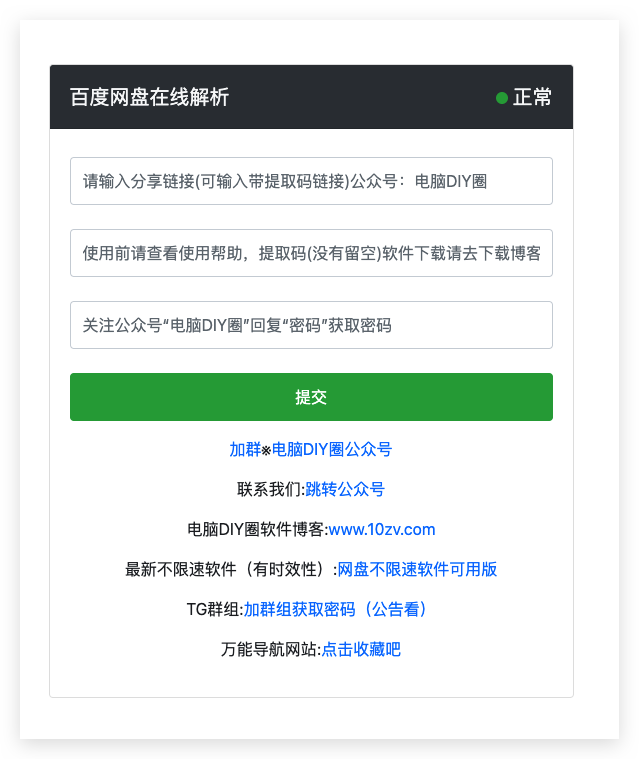 百度网盘在线解析
正常
请输入分享链接(可输入带提取码链接)公众号：电脑DIY圈
使用前请查看使用帮助，提取码(没有留空)软件下载请去下载博客
关注公众号“电脑DIY圈”回复“密码”获取密码
提交
加群※电脑DIY圈公众号
联系我们:跳转公众号
电脑DIY圈软件博客:www.10zv.com
最新不限速软件（有时效性）:网盘不限速软件可用版
TG群组:加群组获取密码（公告看）
万能导航网站:点击收藏吧